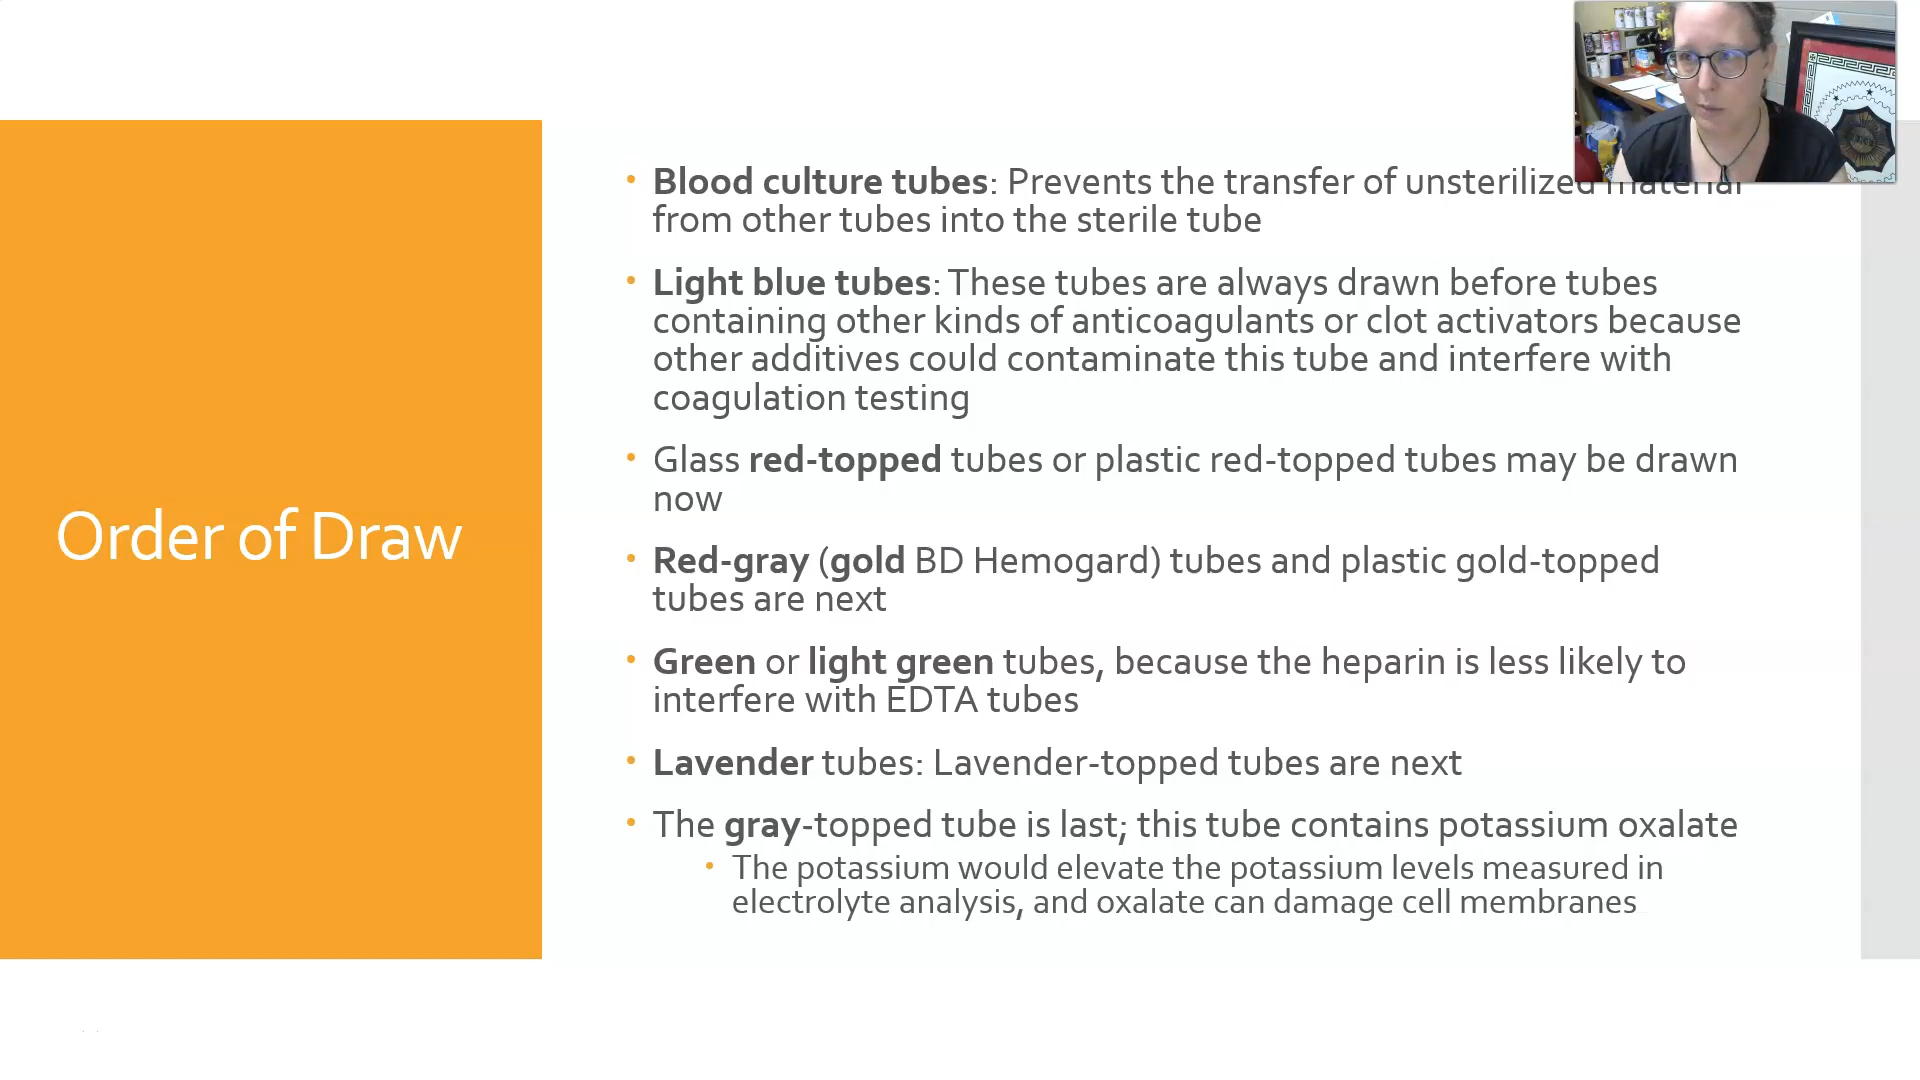 Order of Draw
• Blood culture tubes: Prevents the transfer of unsterilized material
from other tubes into the sterile tube
• Light blue tubes: These tubes are always drawn before tubes
containing other kinds of anticoagulants or clot activators because
other additives could contaminate this tube and interfere with
coagulation testing
• Glass red-topped tubes or plastic red-topped tubes may be drawn
now
• Red-gray (gold BD Hemogard) tubes and plastic gold-topped
tubes are next
• Green or light green tubes, because the heparin is less likely to
interfere with EDTA tubes
• Lavender tubes: Lavender-topped tubes are next
• The gray-topped tube is last; this tube contains potassium oxalate
• The potassium would elevate the potassium levels measured in
electrolyte analysis, and oxalate can damage cell membranes